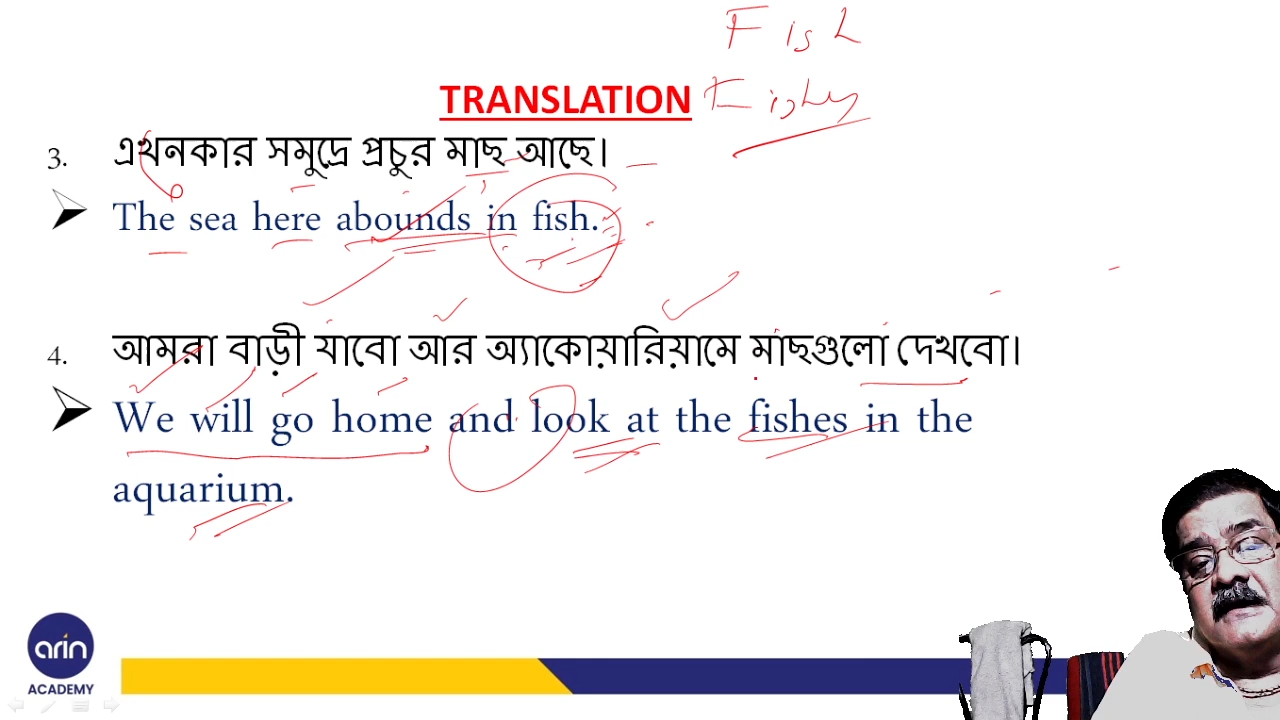 Fish
TRANSLATION Fishes
3. এখনকার সমুদ্রে প্রচুর মাছ আছে।
The sea here abounds in fish.
4. আমরা বাড়ী যাবো আর অ্যাকোয়ারিয়ামে মাছগুলো দেখবো।
We will go home and look at the fishes in the
aquarium.
arin
ACADEMY